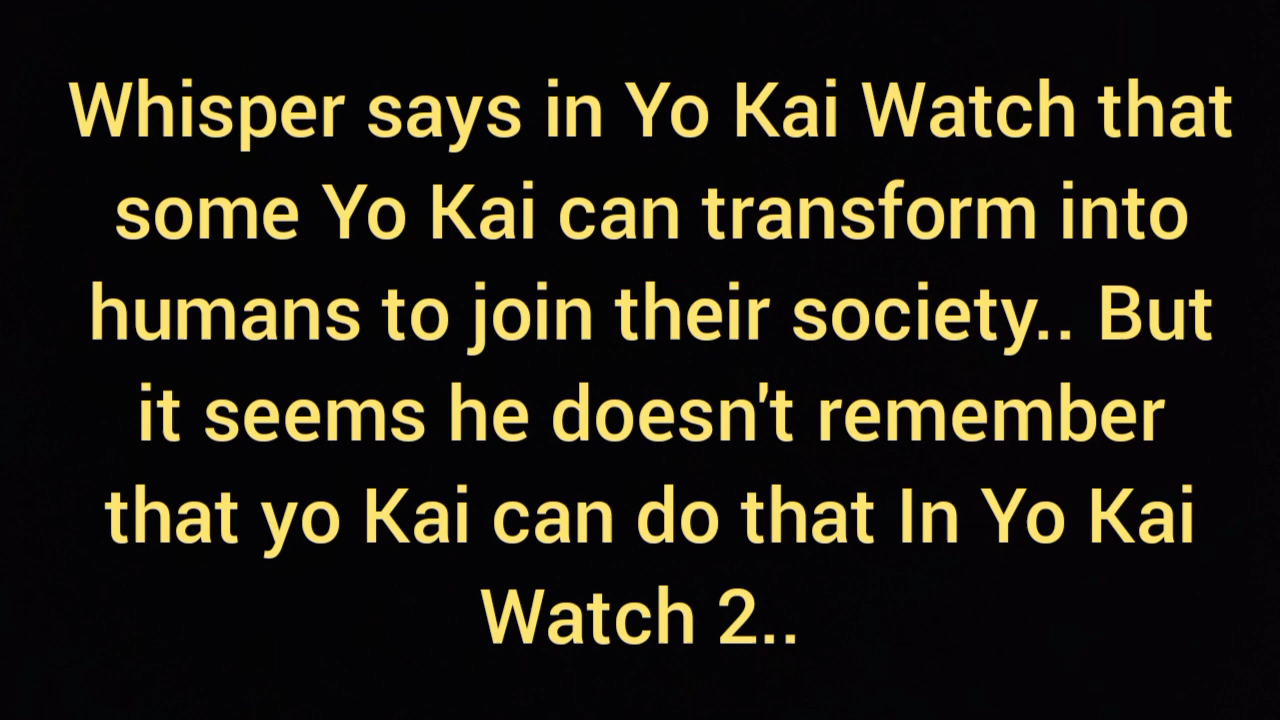 Whisper says in Yo Kai Watch that
some Yo Kai can transform into
humans to join their society.. But
it seems he doesn't remember
that yo Kai can do that In Yo Kai
Watch 2..